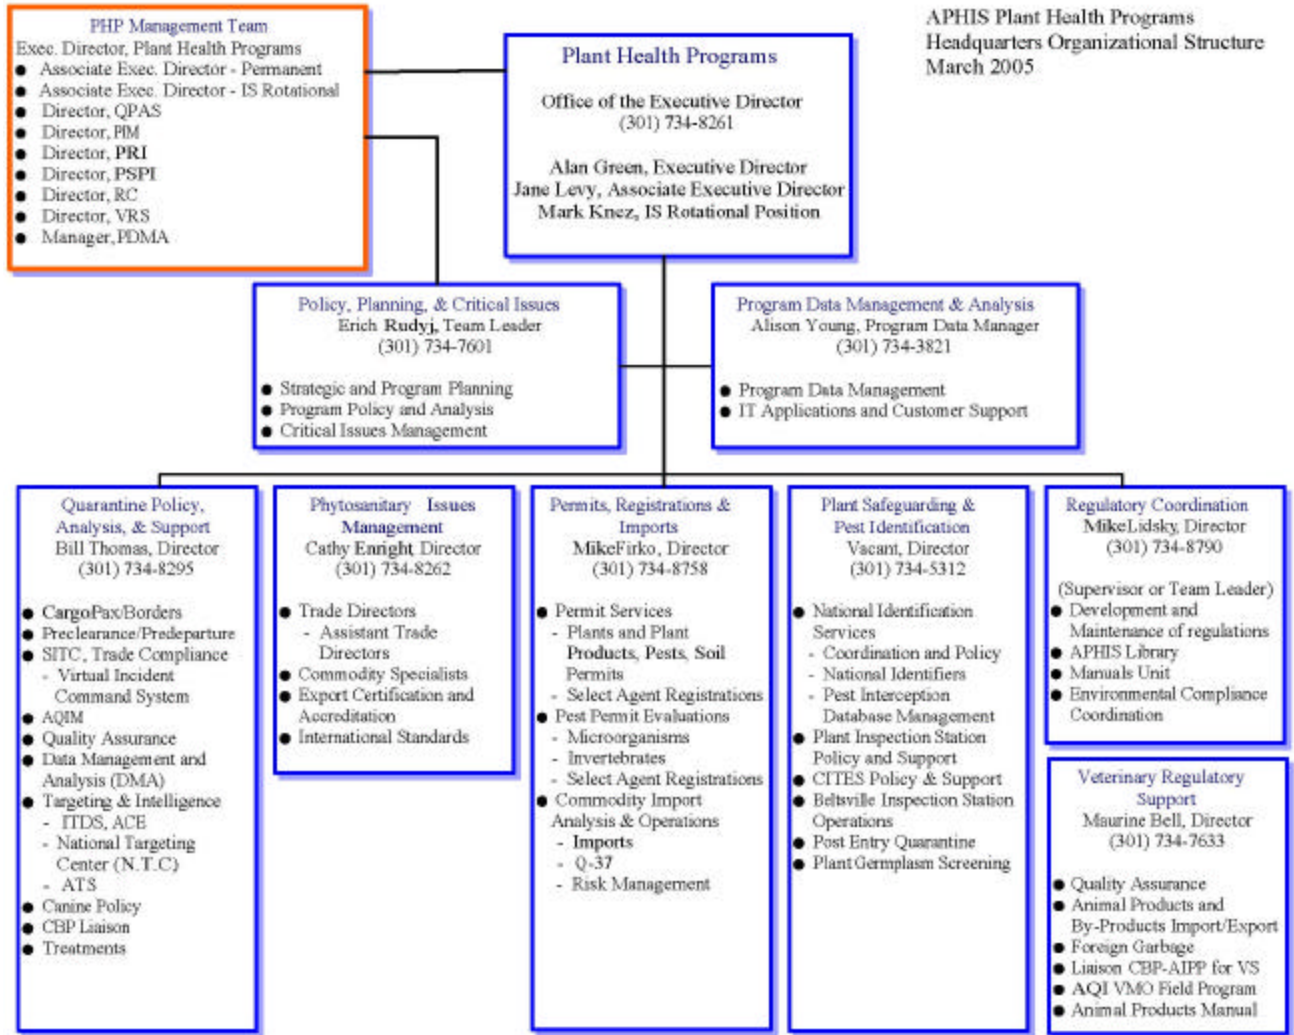 PHP Management Team
Exec. Director, Plant Health Programs
● Associate Exec. Director - Permanent
● Associate Exec. Director - IS Rotational
● Director, QPAS
● Director, PIM
● Director, PRI
● Director, PSPI
● Director, RC
● Director, VRS
● Manager, PDMA
Plant Health Programs
Office of the Executive Director
(301) 734-8261
Alan Green, Executive Director
Jane Levy, Associate Executive Director
Mark Knez, IS Rotational Position
APHIS Plant Health Programs
Headquarters Organizational Structure
March 2005
Policy, Planning, & Critical Issues
Erich Rudyj, Team Leader
(301) 734-7601
● Strategic and Program Planning
● Program Policy and Analysis
● Critical Issues Management
Program Data Management & Analysis
Alison Young, Program Data Manager
(301) 734-3821
● Program Data Management
● IT Applications and Customer Support
Quarantine Policy,
Analysis, & Support
Bill Thomas, Director
(301) 734-8295
● CargoPax/Borders
● Preclearance/Predeparture
● SITC, Trade Compliance
- Virtual Incident
Command System
● AQIM
● Quality Assurance
● Data Management and
Analysis (DMA)
● Targeting & Intelligence
- ITDS, ACE
- National Targeting
Center (N.T.C)
- ATS
● Canine Policy
● CBP Liaison
● Treatments
Phytosanitary Issues
Management
Cathy Enright, Director
(301) 734-8262
● Trade Directors
- Assistant Trade
Directors
● Commodity Specialists
● Export Certification and
Accreditation
● International Standards
Permits, Registrations &
Imports
MikeFirko, Director
(301) 734-8758
● Permit Services
- Plants and Plant
Products, Pests, Soil
Permits
- Select Agent Registrations
● Pest Permit Evaluations
- Microorganisms
- Invertebrates
- Select Agent Registrations
● Commodity Import
Analysis & Operations
- Imports
- Q-37
- Risk Management
Plant Safeguarding &
Pest Identification
Vacant, Director
(301) 734-5312
● National Identification
Services
- Coordination and Policy
- National Identifiers
- Pest Interception
Database Management
● Plant Inspection Station
Policy and Support
● CITES Policy & Support
● Beltsville Inspection Station
Operations
● Post Entry Quarantine
● Plant Germplasm Screening
Regulatory Coordination
MikeLidsky, Director
(301) 734-8790
(Supervisor or Team Leader)
● Development and
Maintenance of regulations
● APHIS Library
● Manuals Unit
● Environmental Compliance
Coordination
Veterinary Regulatory
Support
Maurine Bell, Director
(301) 734-7633
● Quality Assurance
● Animal Products and
By-Products Import/Export
● Foreign Garbage
● Liaison CBP-AIPP for VS
● AQI VMO Field Program
● Animal Products Manual